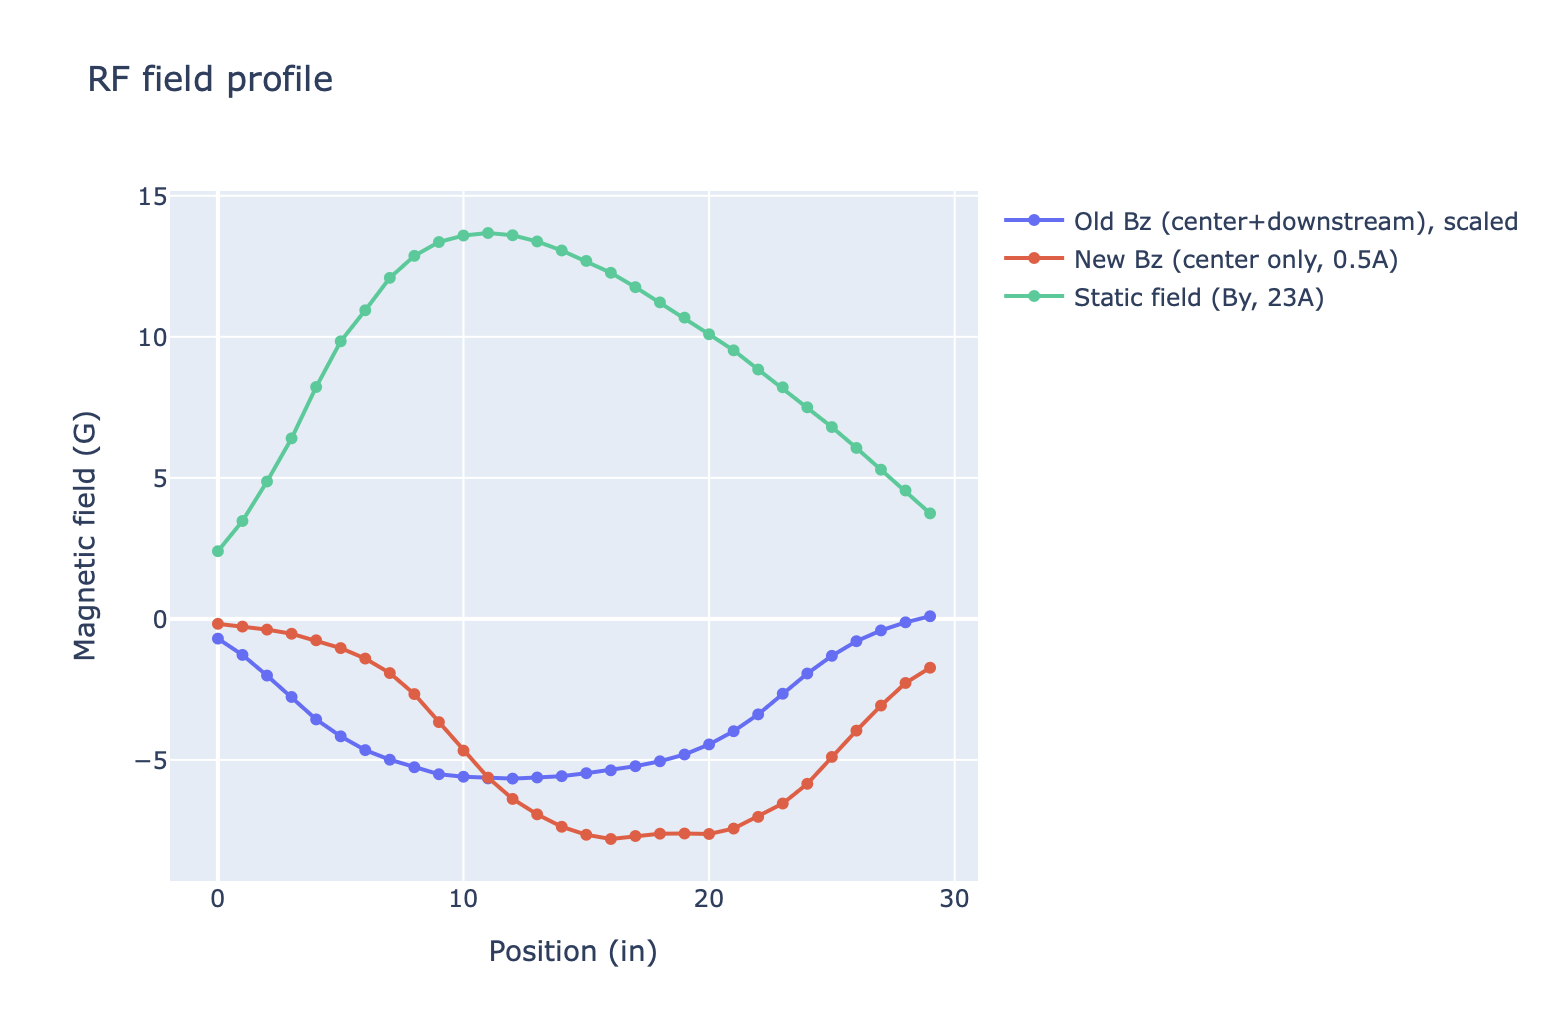 RF field profile
15
10
5
0
−5
Magnetic field (G)
0
10
20
30
Position (in)
Old Bz (center+downstream), scaled
New Bz (center only, 0.5A)
Static field (By, 23A)